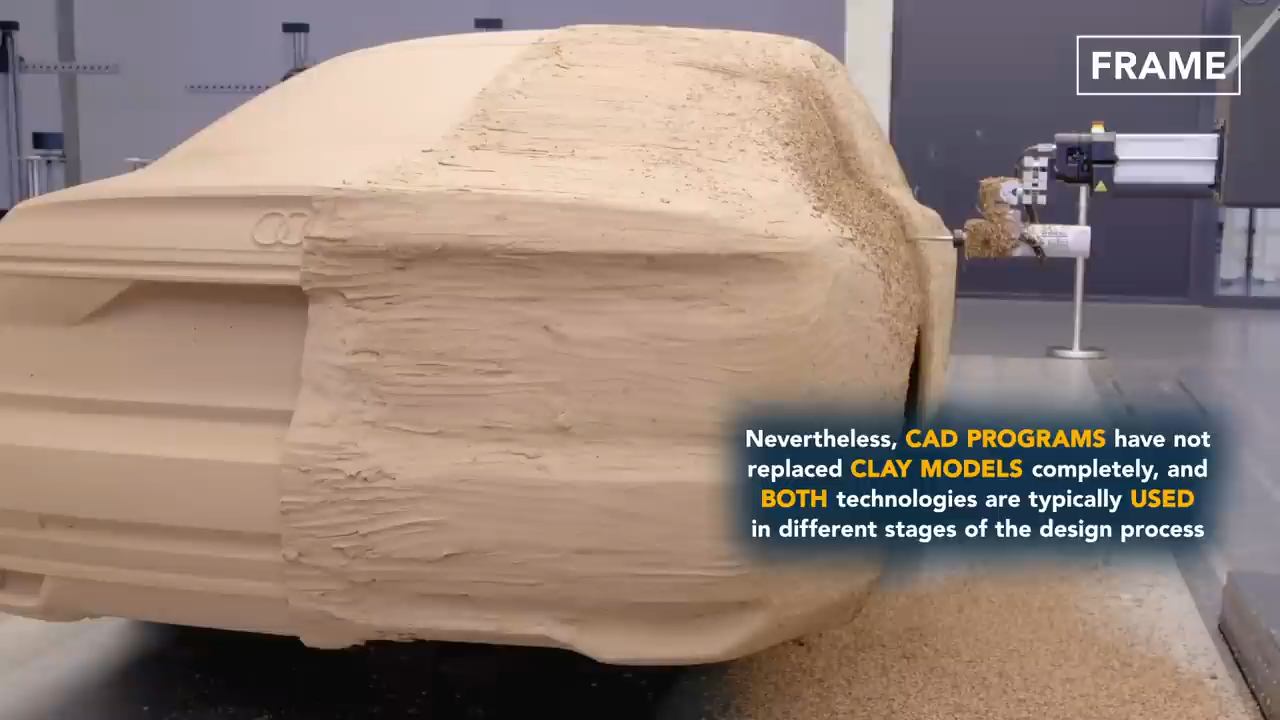 FRAME
Nevertheless, CAD PROGRAMS have not
replaced CLAY MODELS completely, and
BOTH technologies are typically USED
in different stages of the design process